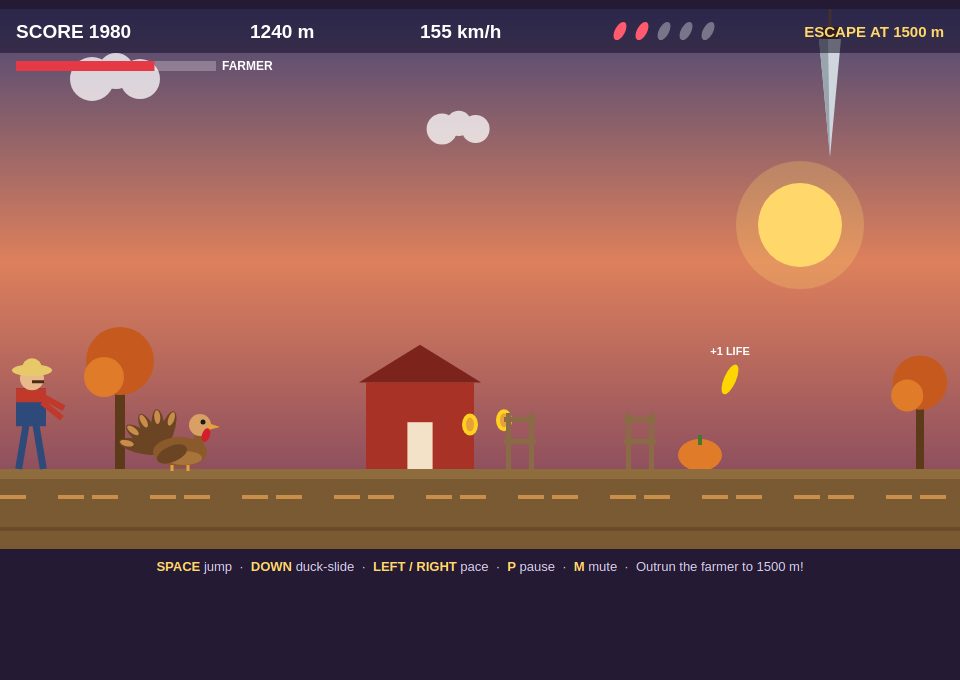 SCORE 1980 1240 m 155 km/h ESCAPE AT 1500 m
FARMER
+1 LIFE
SPACE jump · DOWN duck-slide · LEFT / RIGHT pace · P pause · M mute · Outrun the farmer to 1500 m!